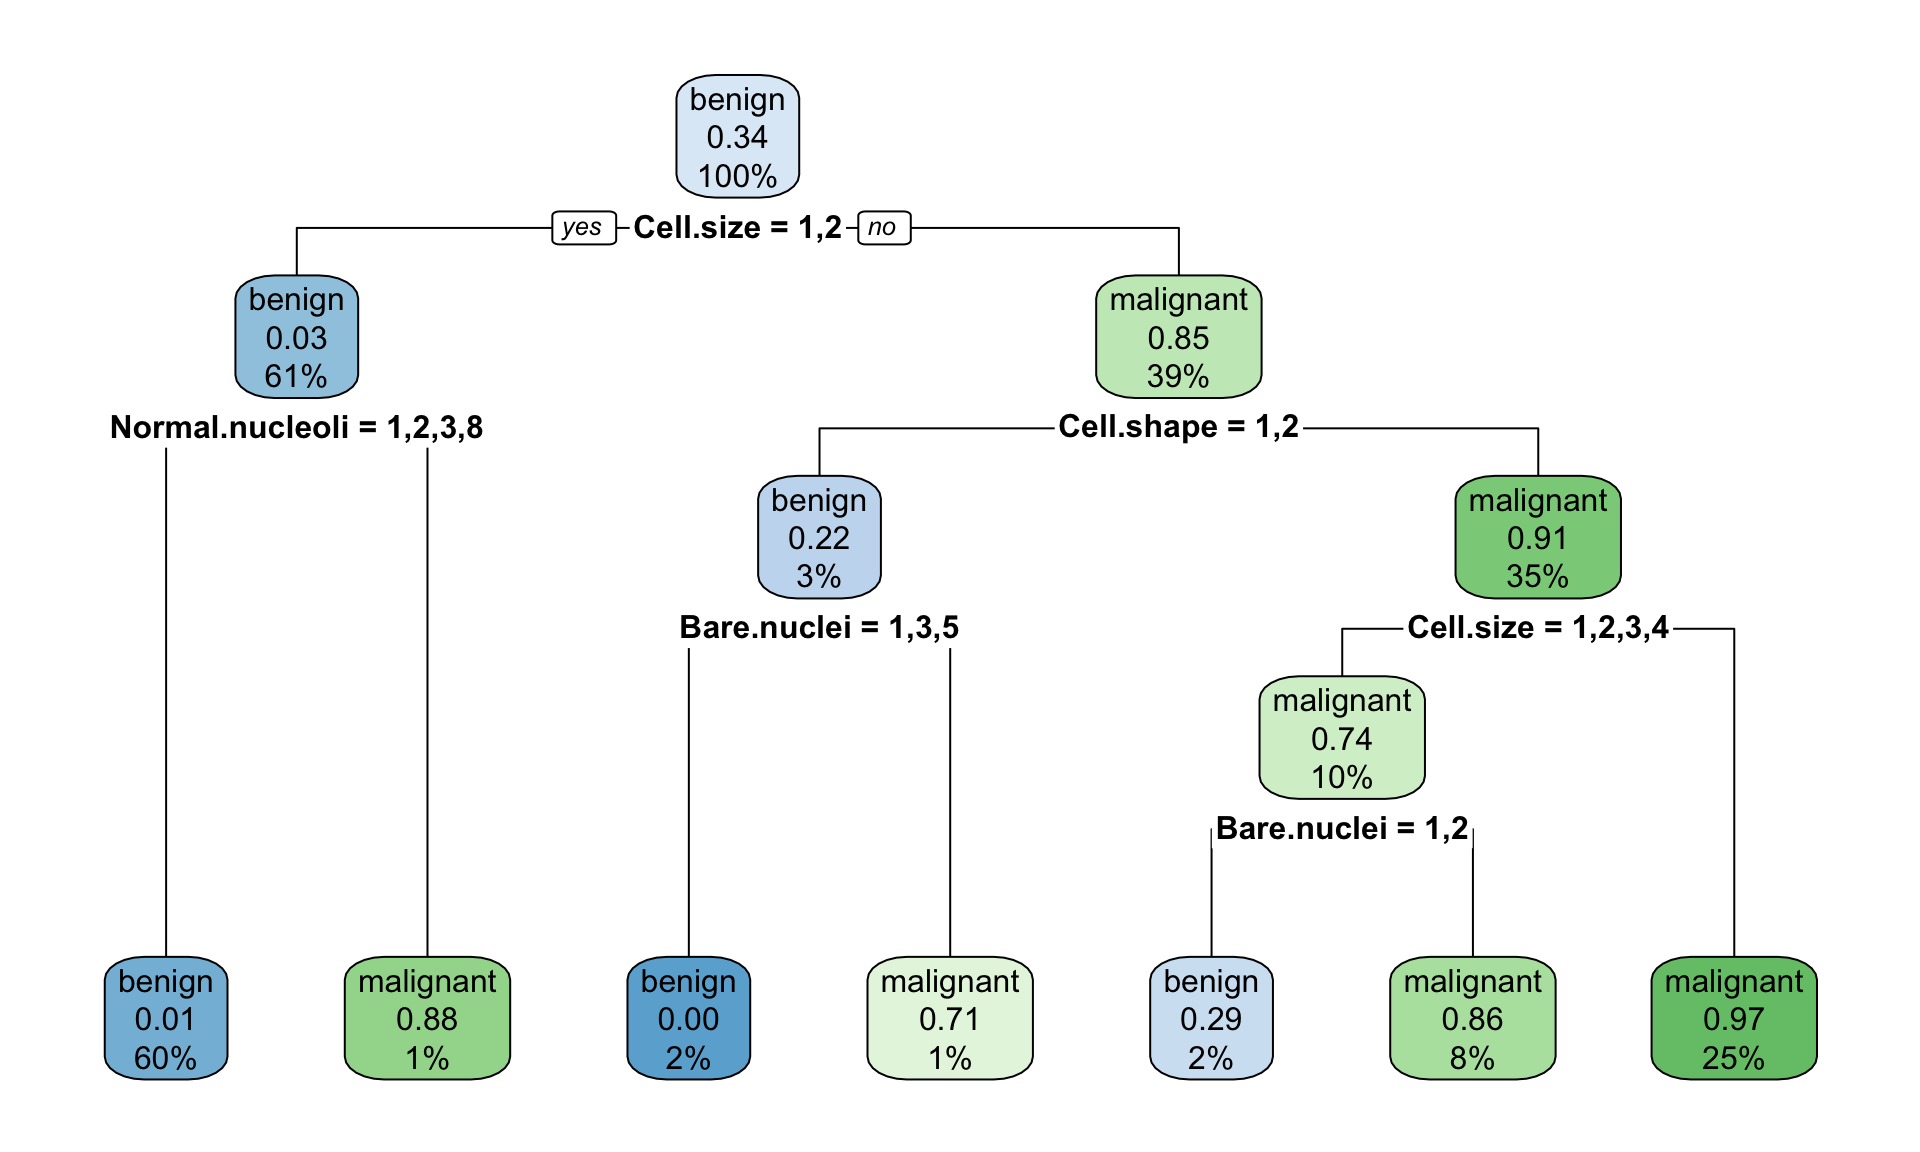 benign
0.34
100%
yes
Cell.size = 1,2
no
benign
0.03
61%
malignant
0.85
39%
Normal.nucleoli = 1,2,3,8
Cell.shape = 1,2
benign
0.22
3%
malignant
0.91
35%
Bare.nuclei = 1,3,5
Cell.size = 1,2,3,4
malignant
0.74
10%
Bare.nuclei = 1,2
benign
0.01
60%
malignant
0.88
1%
benign
0.00
2%
malignant
0.71
1%
benign
0.29
2%
malignant
0.86
8%
malignant
0.97
25%